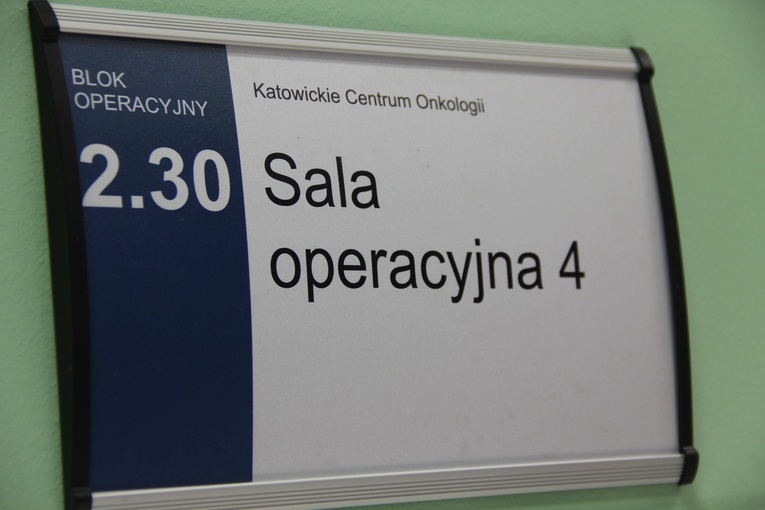 BLOK
OPERACYJNY
2.30
Katowickie Centrum Onkologii
Sala
operacyjna 4